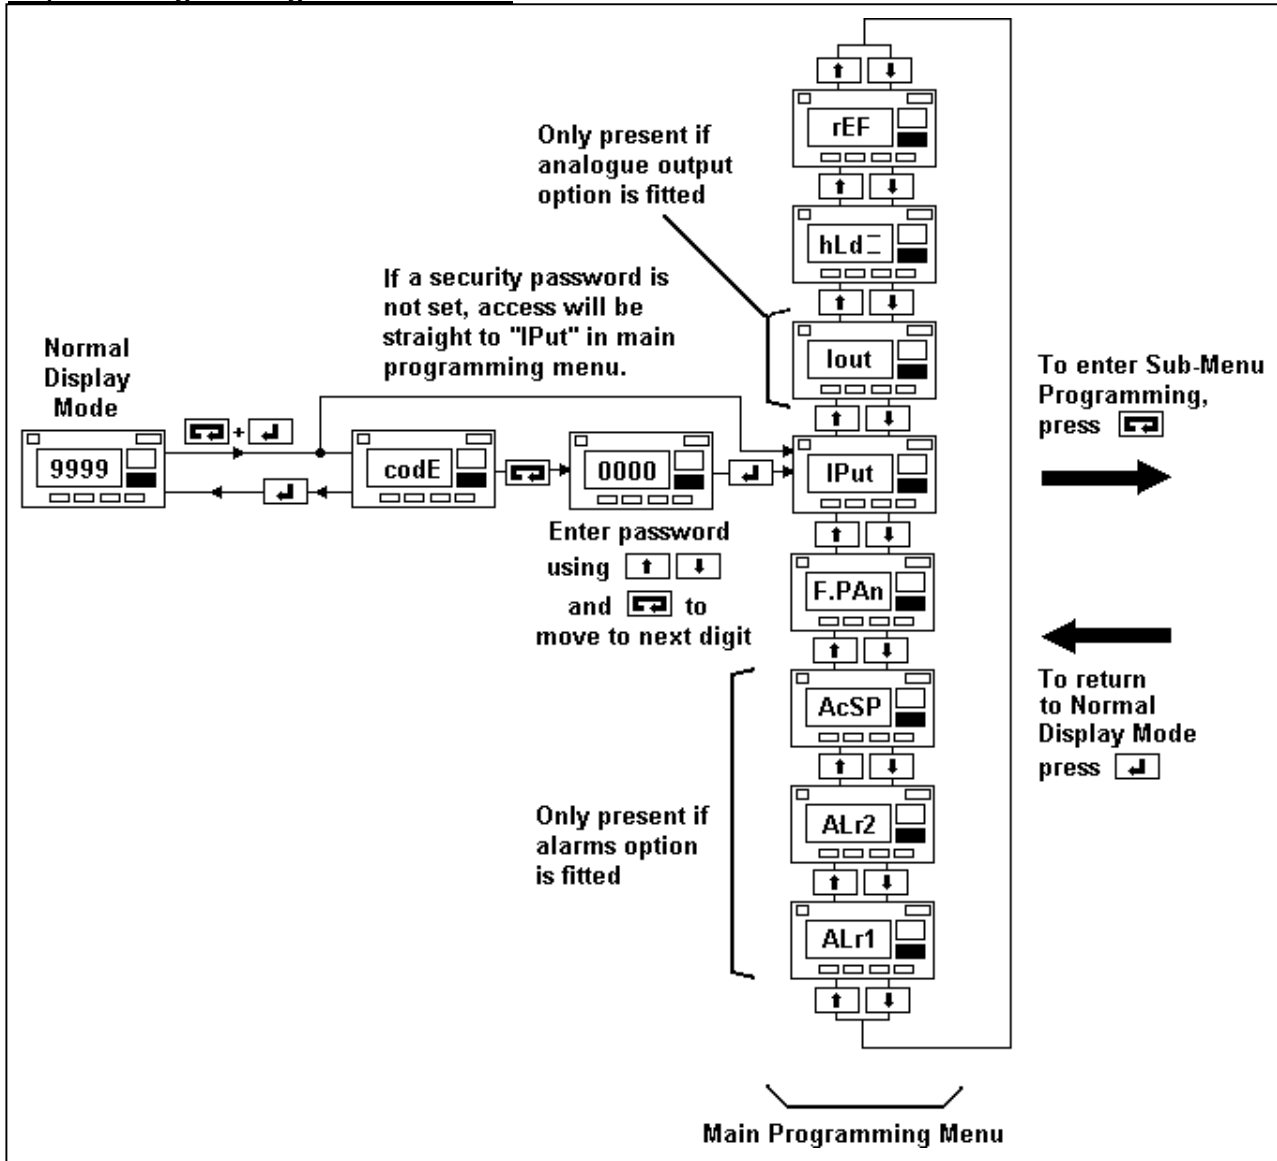 rEF
Only present if
analogue output
option is fitted
hLd
If a security password is
not set, access will be
straight to "IPut" in main
programming menu.
Iout
Normal
Display
Mode
To enter Sub-Menu
Programming,
press
9999
+
codE
0000
IPut
Enter password
using
and to
move to next digit
F.PAn
To return
to Normal
Display Mode
press
AcSP
Only present if
alarms option
is fitted
ALr2
ALr1
Main Programming Menu